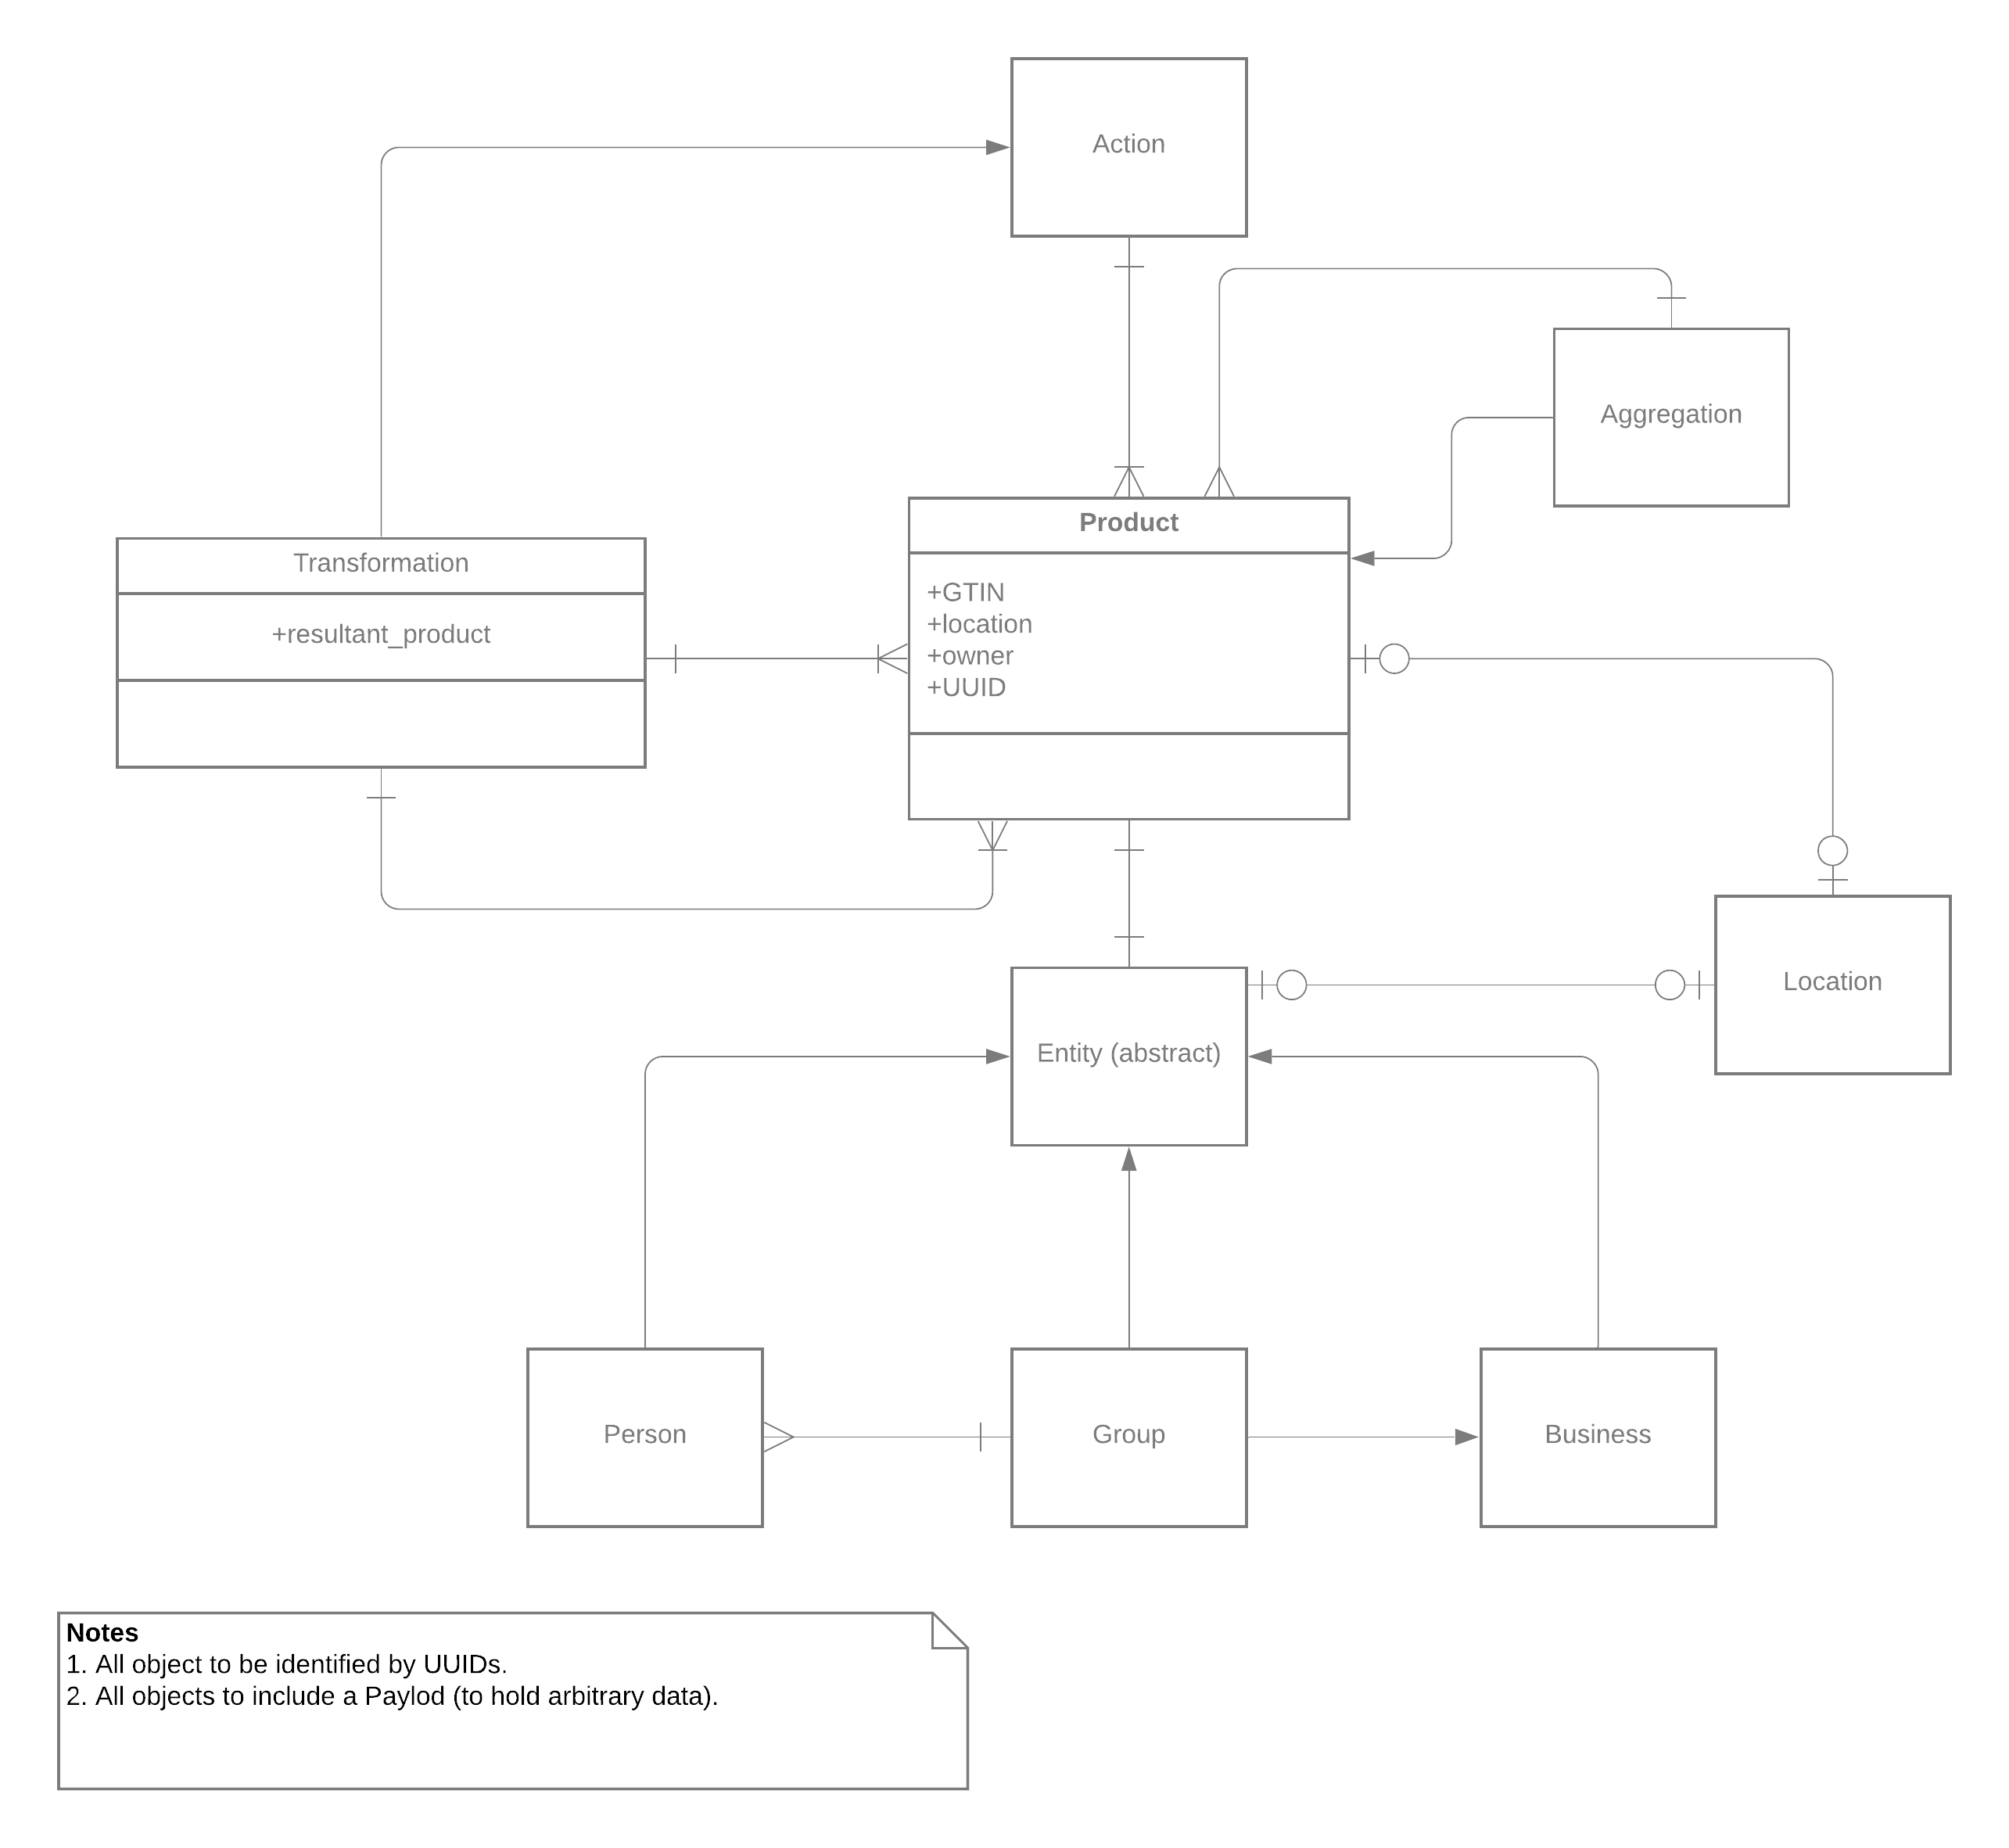 Action
Aggregation
Product
+GTIN
+location
+owner
+UUID
Transformation
+resultant_product
Location
Entity (abstract)
Person
Group
Business
Notes
1. All object to be identified by UUIDs.
2. All objects to include a Paylod (to hold arbitrary data).